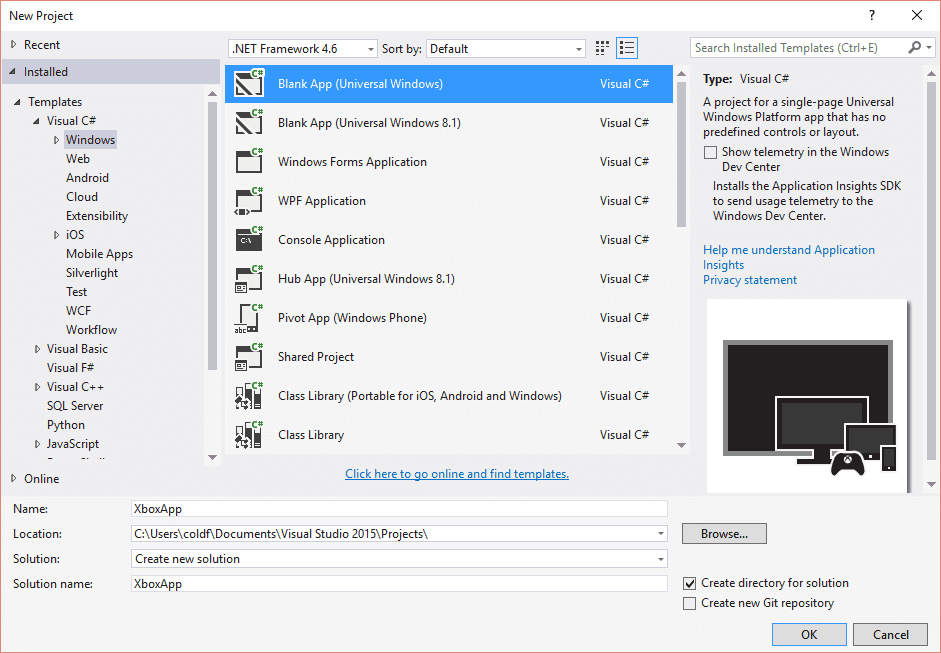 New Project
?
Recent
.NET Framework 4.6
Sort by:
Default
Search Installed Templates (Ctrl+E)
Installed
Templates
Visual C#
Windows
Web
Android
Cloud
Extensibility
iOS
Mobile Apps
Silverlight
Test
WCF
Workflow
Visual Basic
Visual F#
Visual C++
SQL Server
Python
JavaScript
Online
C# Blank App (Universal Windows) Visual C#
C# Blank App (Universal Windows 8.1) Visual C#
C# Windows Forms Application Visual C#
C# WPF Application Visual C#
C# C:\ Console Application Visual C#
C# Hub App (Universal Windows 8.1) Visual C#
C# abc Pivot App (Windows Phone) Visual C#
C# Shared Project Visual C#
C# Class Library (Portable for iOS, Android and Windows) Visual C#
C# Class Library Visual C#
Click here to go online and find templates.
Type: Visual C#
A project for a single-page Universal
Windows Platform app that has no
predefined controls or layout.
Show telemetry in the Windows
Dev Center
Installs the Application Insights SDK
to send usage telemetry to the
Windows Dev Center.
Help me understand Application
Insights
Privacy statement
Name: XboxApp
Location: C:\Users\coldf\Documents\Visual Studio 2015\Projects\
Browse...
Solution: Create new solution
Solution name: XboxApp
Create directory for solution
Create new Git repository
OK
Cancel